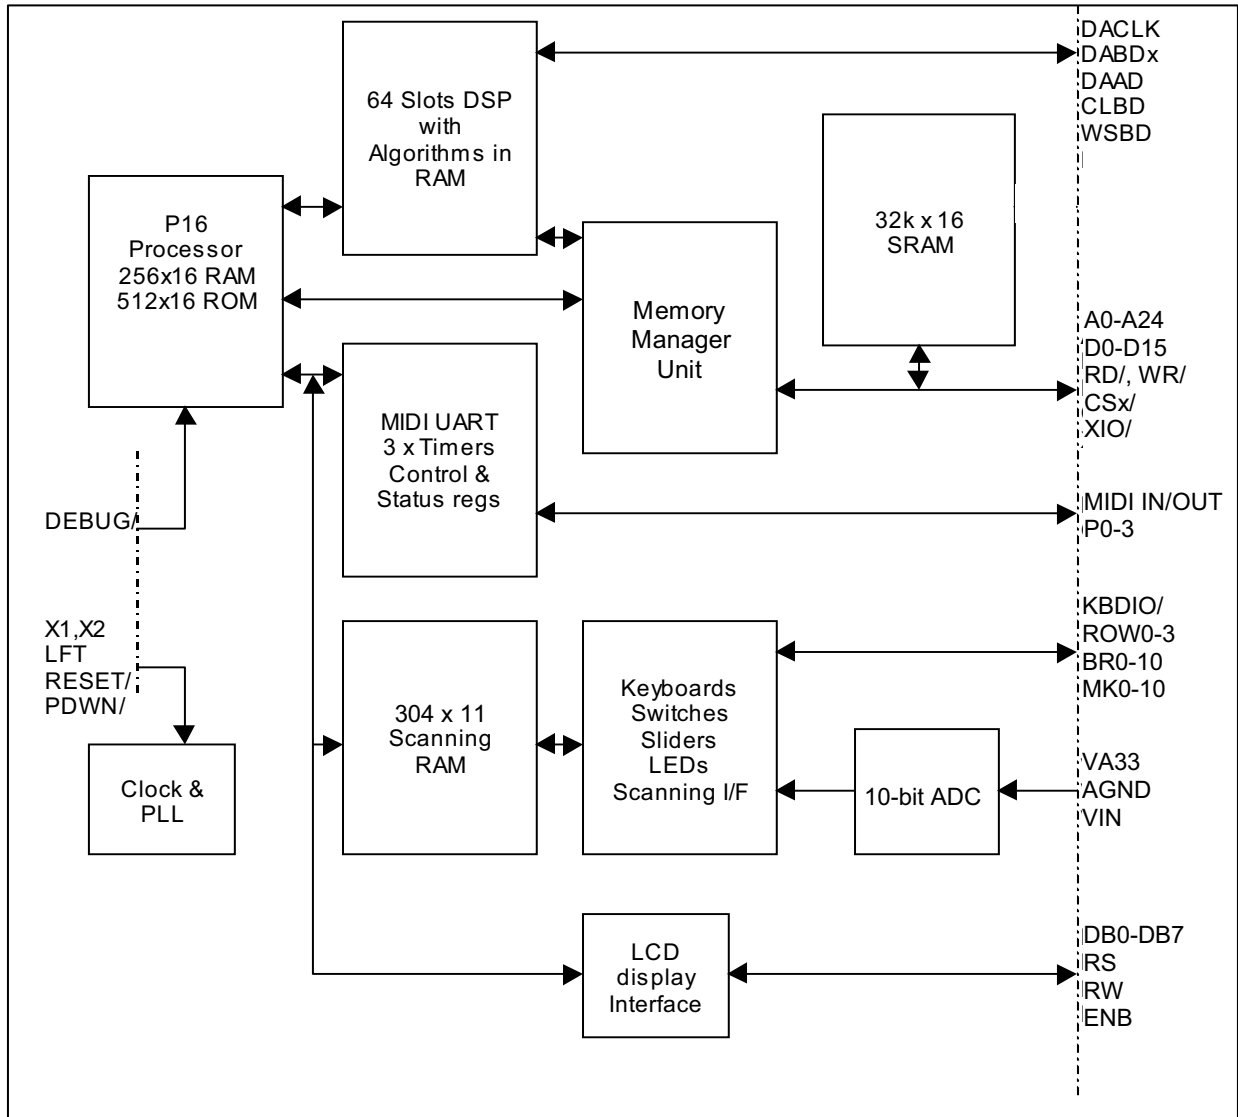 64 Slots DSP
with
Algorithms in
RAM
DACLK
DABDx
DAAD
CLBD
WSBD
P16
Processor
256x16 RAM
512x16 ROM
32k x 16
SRAM
Memory
Manager
Unit
A0-A24
D0-D15
RD/, WR/
CSx/
XIO/
MIDI UART
3 x Timers
Control &
Status regs
MIDI IN/OUT
P0-3
DEBUG/
X1,X2
LFT
RESET/
PDWN/
Clock &
PLL
304 x 11
Scanning
RAM
Keyboards
Switches
Sliders
LEDs
Scanning I/F
KBDIO/
ROW0-3
BR0-10
MK0-10
10-bit ADC
VA33
AGND
VIN
LCD
display
Interface
DB0-DB7
RS
RW
ENB